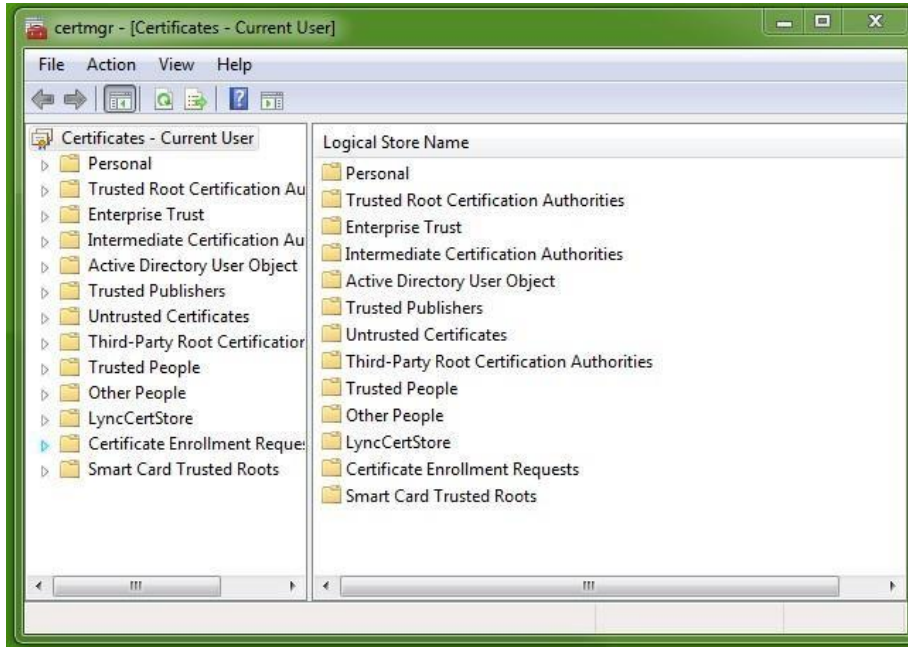 certmgr - [Certificates - Current User]
File Action View Help
Certificates - Current User
Personal
Trusted Root Certification Au
Enterprise Trust
Intermediate Certification Au
Active Directory User Object
Trusted Publishers
Untrusted Certificates
Third-Party Root Certification
Trusted People
Other People
LyncCertStore
Certificate Enrollment Reques
Smart Card Trusted Roots
Logical Store Name
Personal
Trusted Root Certification Authorities
Enterprise Trust
Intermediate Certification Authorities
Active Directory User Object
Trusted Publishers
Untrusted Certificates
Third-Party Root Certification Authorities
Trusted People
Other People
LyncCertStore
Certificate Enrollment Requests
Smart Card Trusted Roots